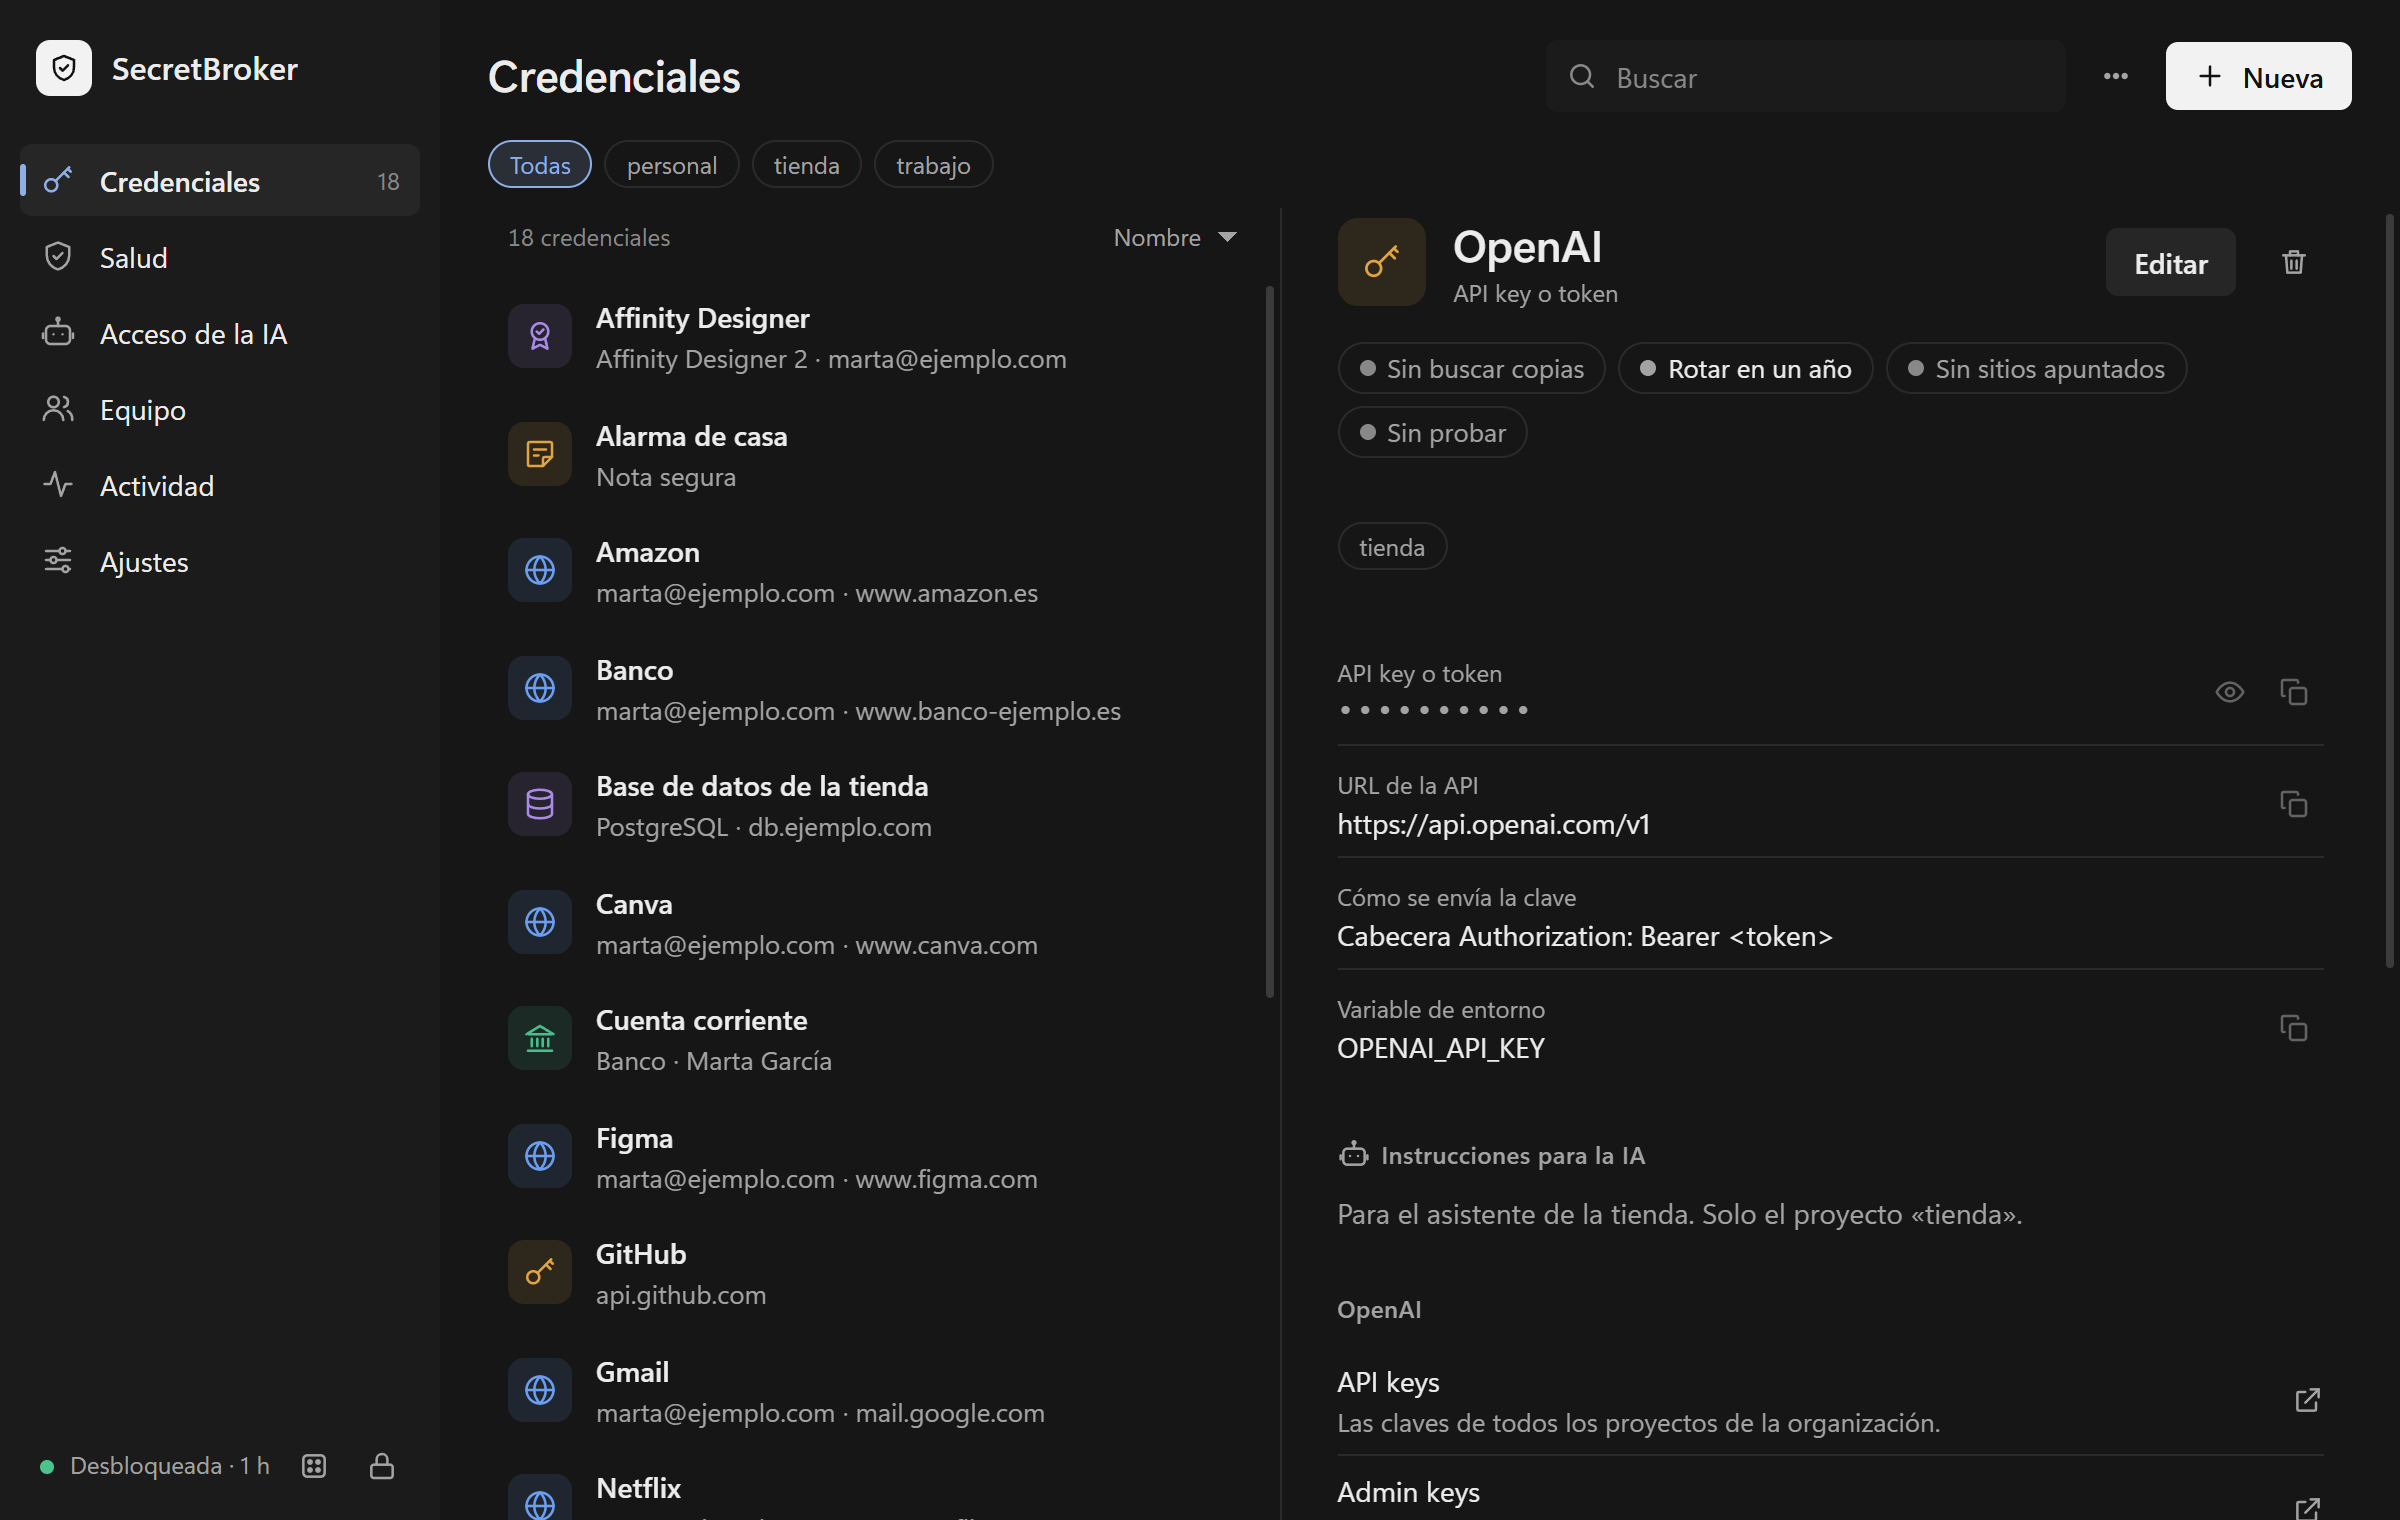 SecretBroker
Credenciales 18
Salud
Acceso de la IA
Equipo
Actividad
Ajustes
Desbloqueada · 1 h
Credenciales
Buscar
Nueva
Todas
personal
tienda
trabajo
18 credenciales
Nombre
Affinity Designer
Affinity Designer 2 · marta@ejemplo.com
Alarma de casa
Nota segura
Amazon
marta@ejemplo.com · www.amazon.es
Banco
marta@ejemplo.com · www.banco-ejemplo.es
Base de datos de la tienda
PostgreSQL · db.ejemplo.com
Canva
marta@ejemplo.com · www.canva.com
Cuenta corriente
Banco · Marta García
Figma
marta@ejemplo.com · www.figma.com
GitHub
api.github.com
Gmail
marta@ejemplo.com · mail.google.com
Netflix
OpenAI
API key o token
Editar
Sin buscar copias
Rotar en un año
Sin sitios apuntados
Sin probar
tienda
API key o token
••••••••••
URL de la API
https://api.openai.com/v1
Cómo se envía la clave
Cabecera Authorization: Bearer <token>
Variable de entorno
OPENAI_API_KEY
Instrucciones para la IA
Para el asistente de la tienda. Solo el proyecto «tienda».
OpenAI
API keys
Las claves de todos los proyectos de la organización.
Admin keys